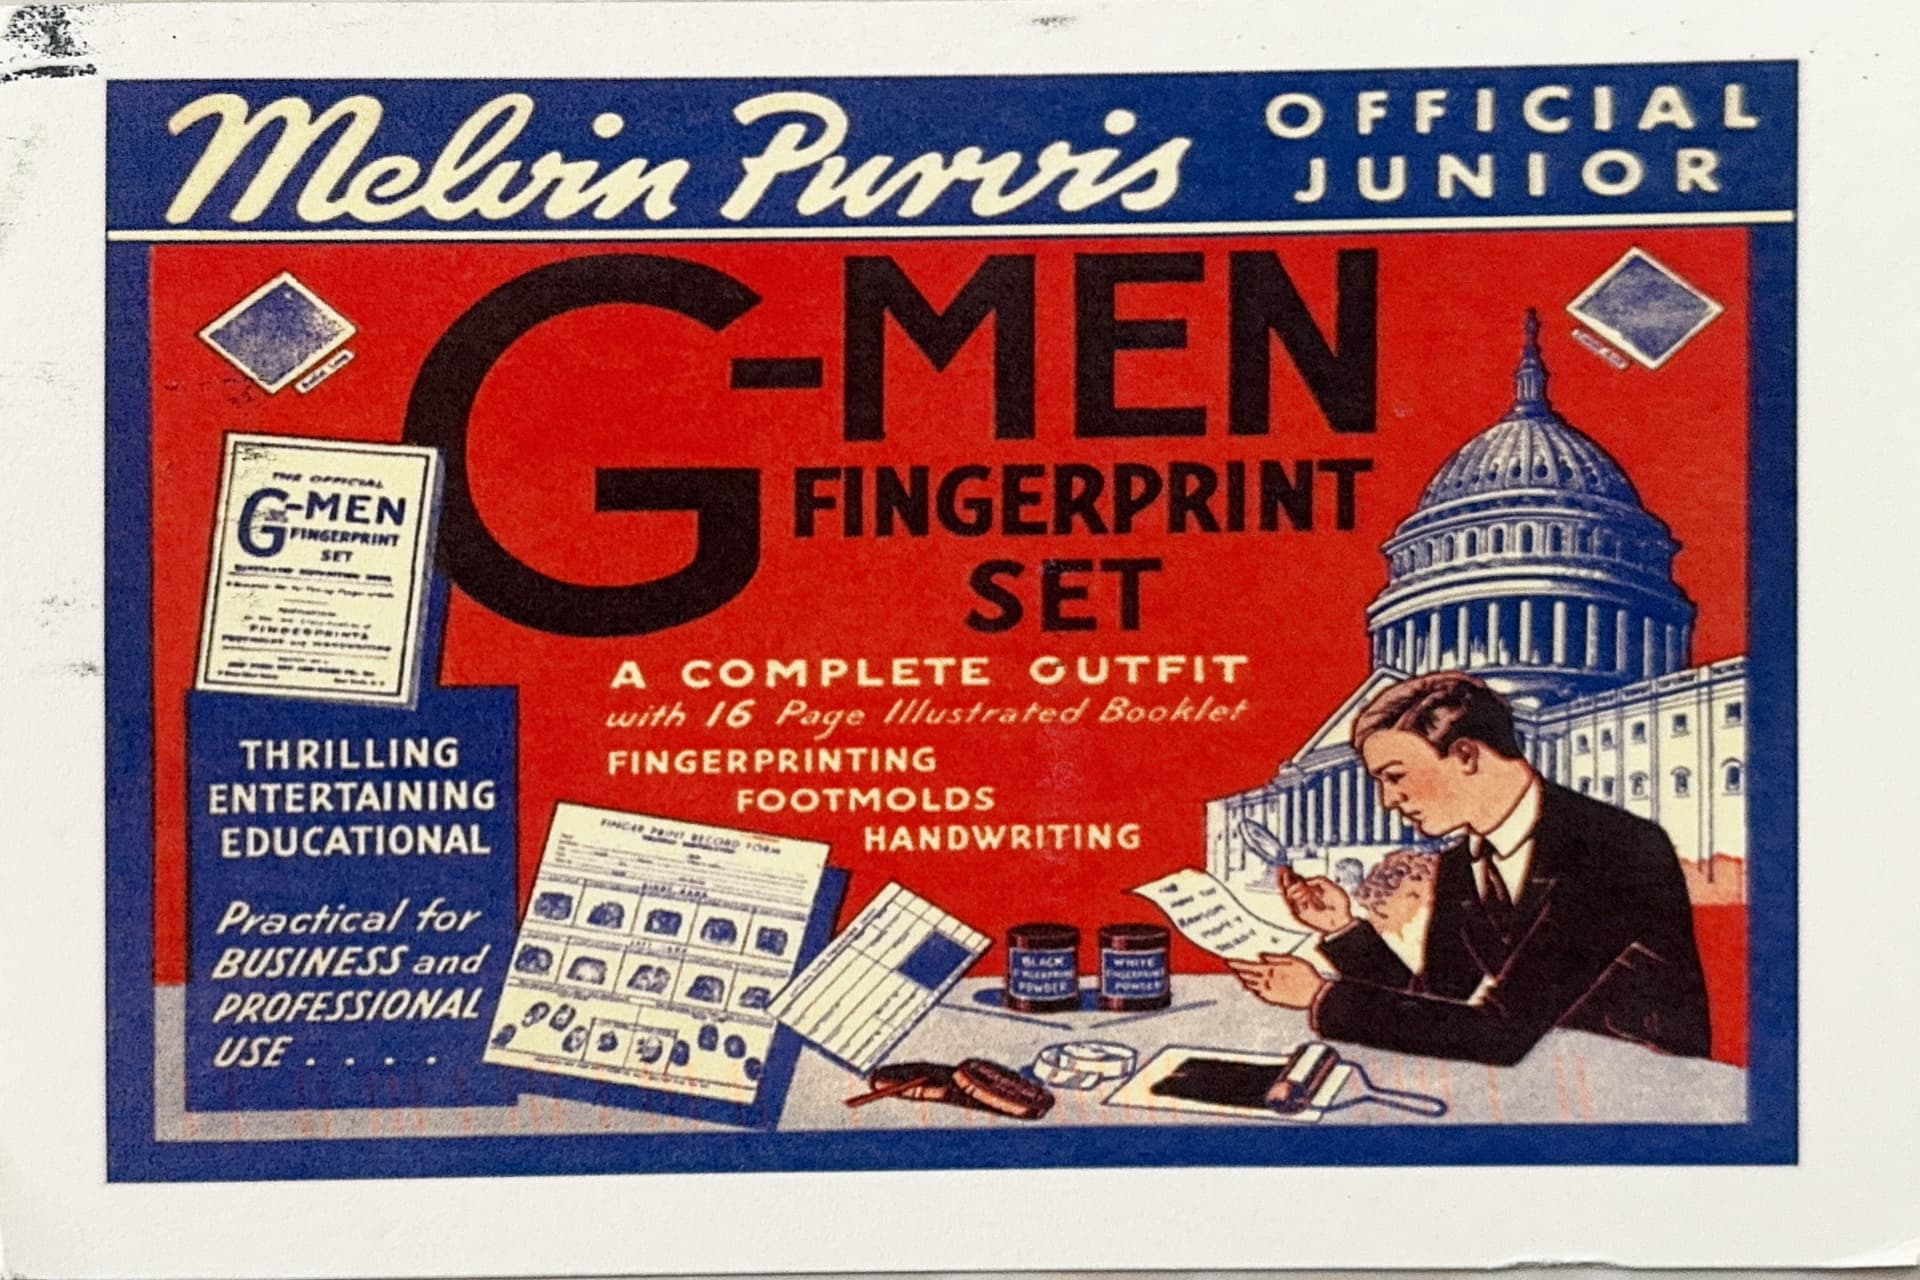 Melvin Purvis
OFFICIAL
JUNIOR
G-MEN
FINGERPRINT
SET
THE OFFICIAL
G-MEN
FINGERPRINT
SET
FINGERPRINTS
A COMPLETE OUTFIT
with 16 Page Illustrated Booklet
FINGERPRINTING
FOOTMOLDS
HANDWRITING
THRILLING
ENTERTAINING
EDUCATIONAL
Practical for
BUSINESS and
PROFESSIONAL
USE . . . .
FINGER PRINT RECORD FORM
BLACK
FINGERPRINT
POWDER
WHITE
FINGERPRINT
POWDER